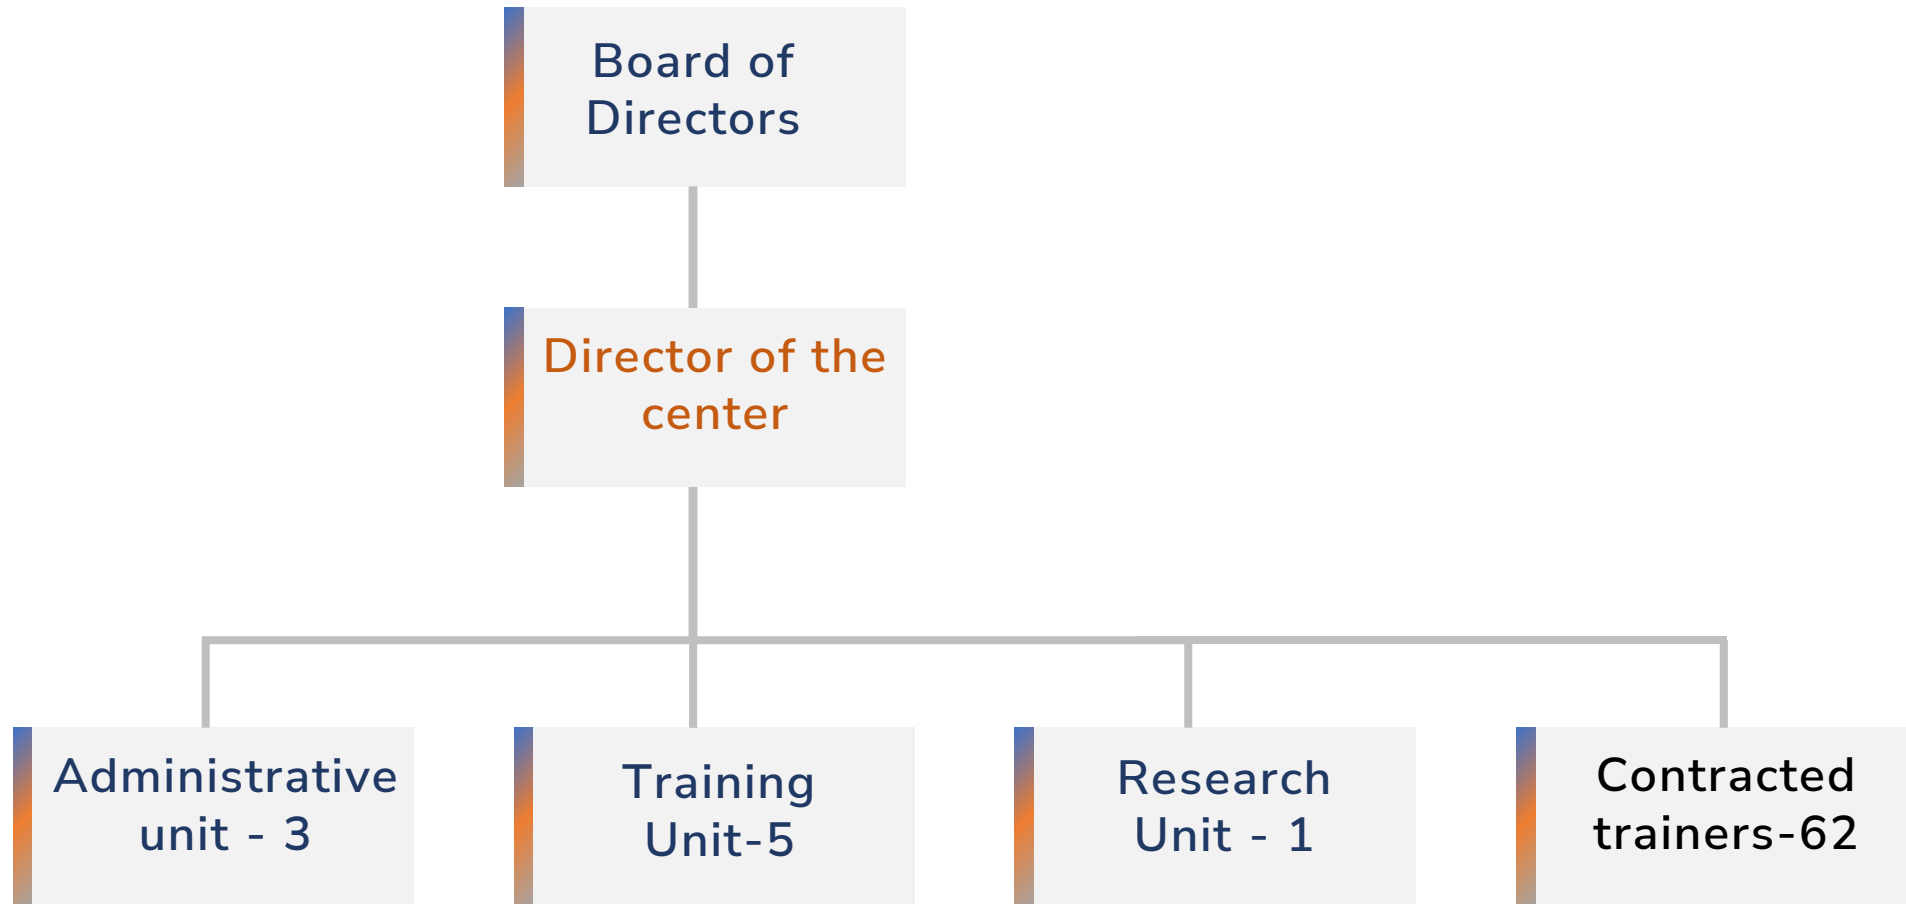 Board of
Directors
Director of the
center
Administrative
unit - 3
Training
Unit-5
Research
Unit - 1
Contracted
trainers-62